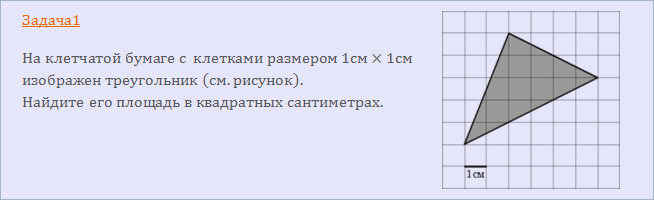 Задача1
На клетчатой бумаге с клетками размером 1см × 1см
изображен треугольник (см. рисунок).
Найдите его площадь в квадратных сантиметрах.
1см